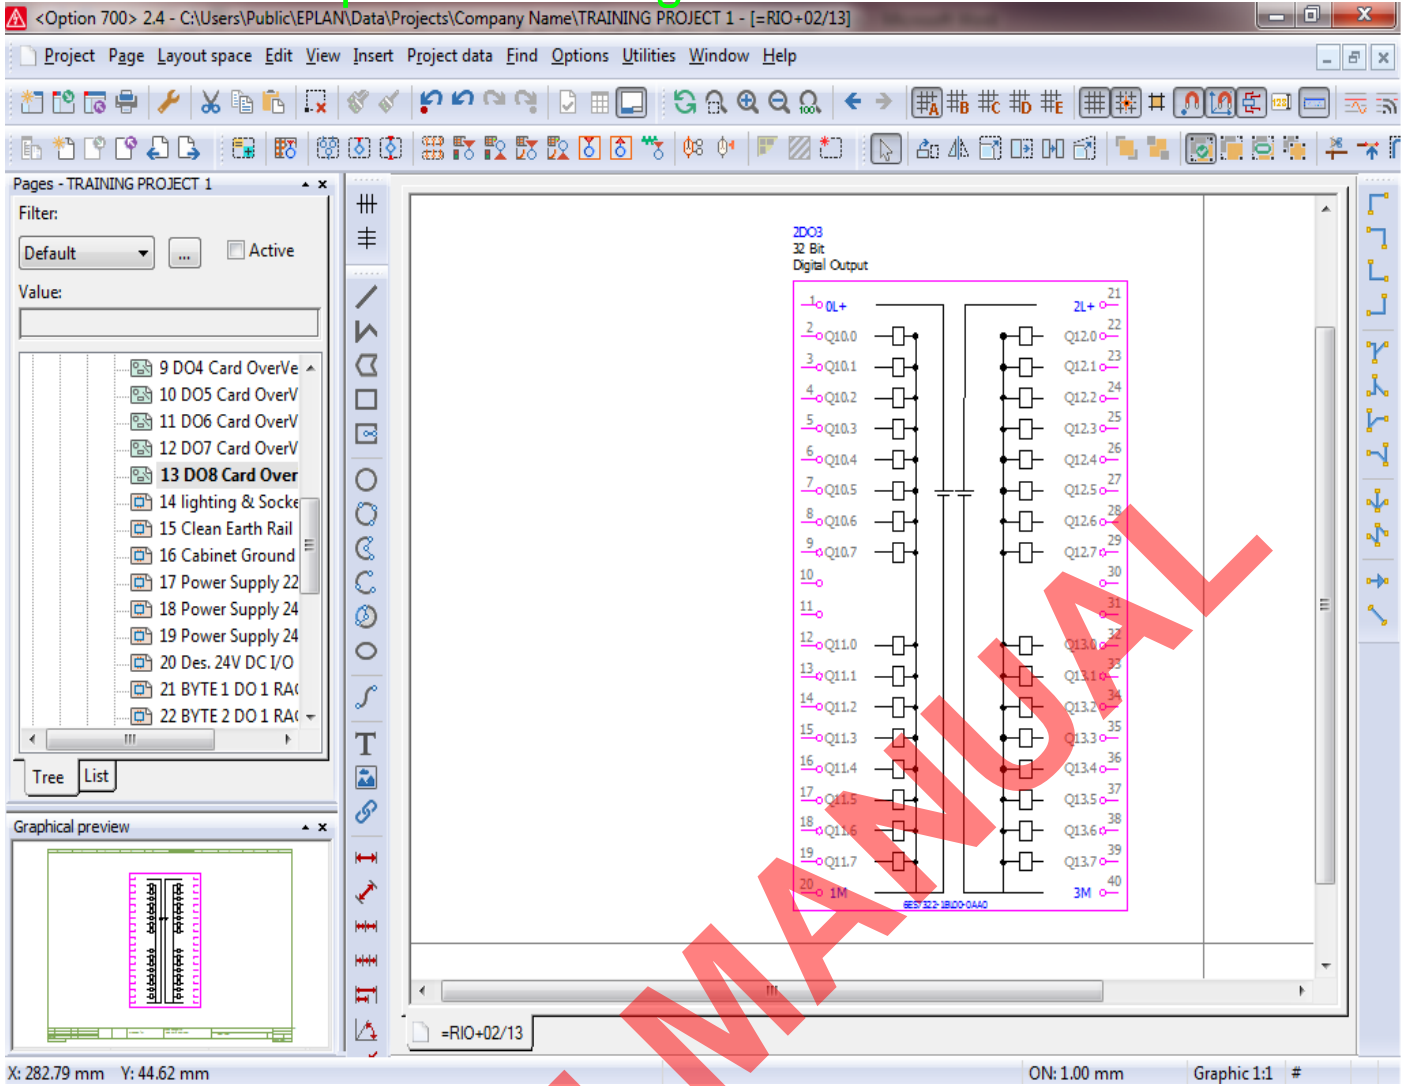 <Option 700> 2.4 - C:\Users\Public\EPLAN\Data\Projects\Company Name\TRAINING PROJECT 1 - [=RIO+02/13]
Project Page Layout space Edit View Insert Project data Find Options Utilities Window Help
Pages - TRAINING PROJECT 1
Filter:
Default
...
Active
Value:
9 DO4 Card OverVe
10 DO5 Card OverV
11 DO6 Card OverV
12 DO7 Card OverV
13 DO8 Card Over
14 lighting & Socke
15 Clean Earth Rail
16 Cabinet Ground
17 Power Supply 22
18 Power Supply 24
19 Power Supply 24
20 Des. 24V DC I/O
21 BYTE 1 DO 1 RA
22 BYTE 2 DO 1 RA
Tree List
Graphical preview
2DO3
32 Bit
Digital Output
1 0L+ 2L+ 21
2 Q10.0 Q12.0 22
3 Q10.1 Q12.1 23
4 Q10.2 Q12.2 24
5 Q10.3 Q12.3 25
6 Q10.4 Q12.4 26
7 Q10.5 Q12.5 27
8 Q10.6 Q12.6 28
9 Q10.7 Q12.7 29
10 30
11 31
12 Q11.0 Q13.0 32
13 Q11.1 Q13.1 33
14 Q11.2 Q13.2 34
15 Q11.3 Q13.3 35
16 Q11.4 Q13.4 36
17 Q11.5 Q13.5 37
18 Q11.6 Q13.6 38
19 Q11.7 Q13.7 39
20 1M 3M 40
6ES7322-1BL00-0AA0
MANUAL
=RIO+02/13
X: 282.79 mm Y: 44.62 mm
ON: 1.00 mm Graphic 1:1 #